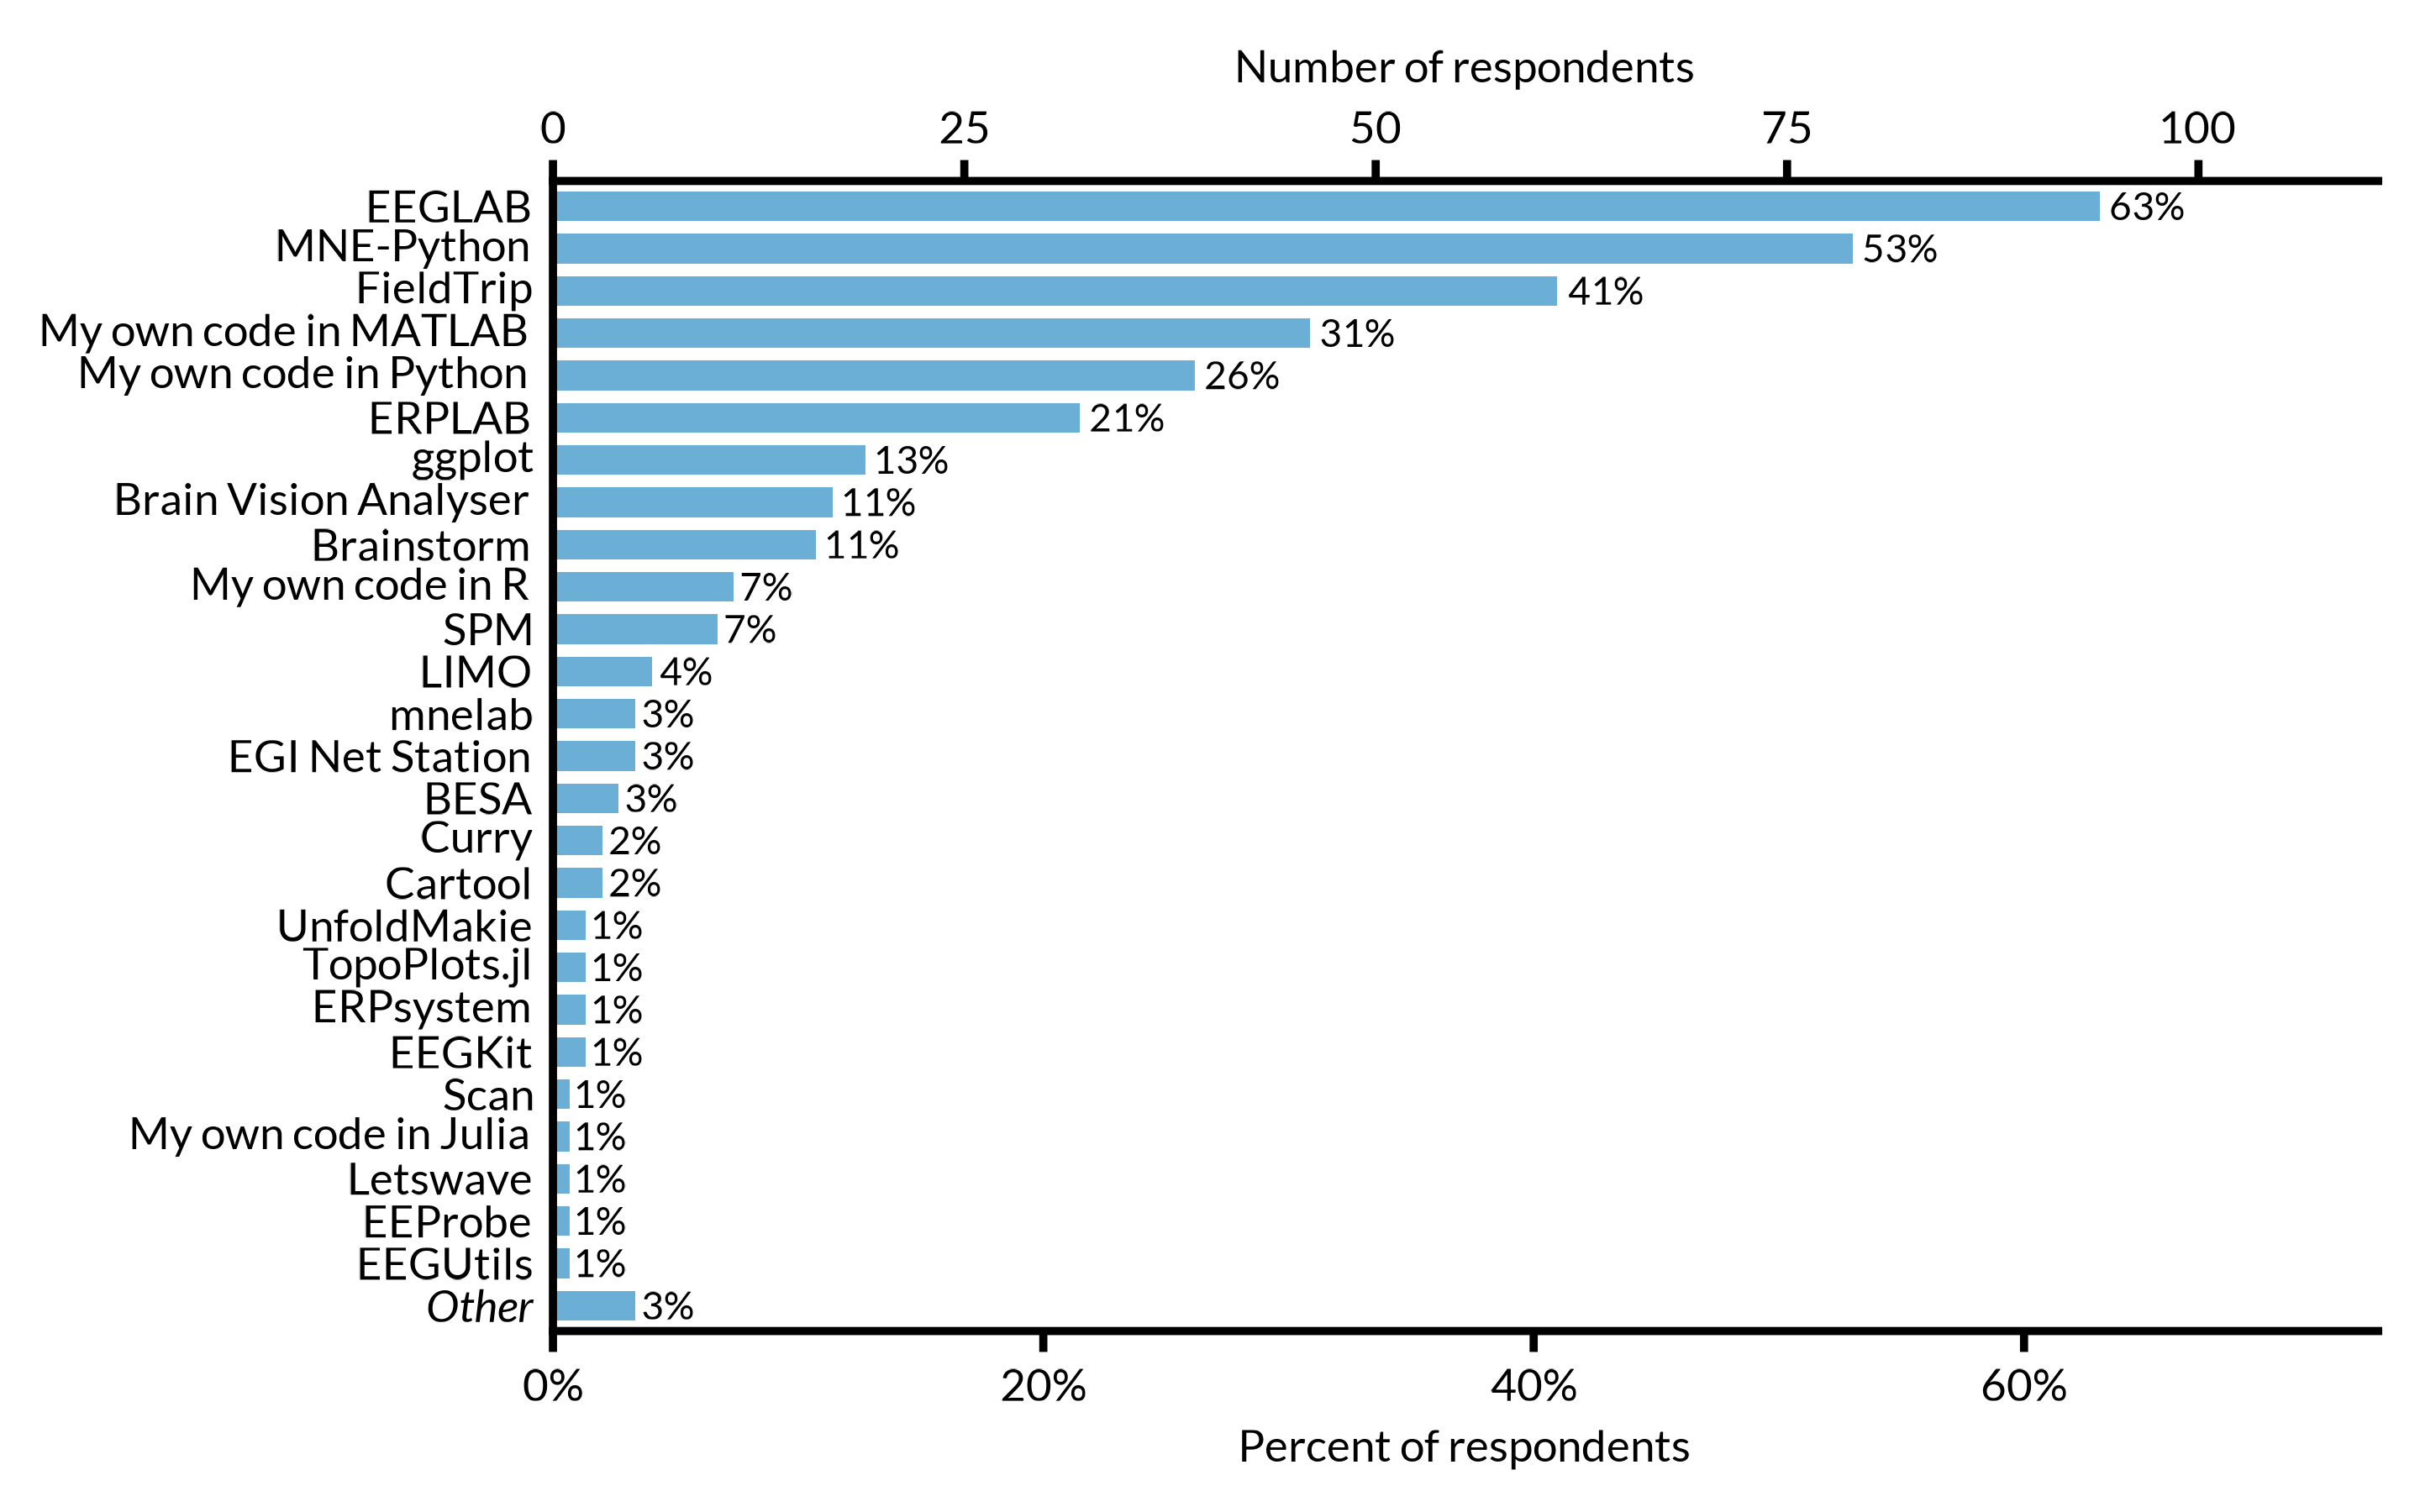 Number of respondents
0 25 50 75 100
EEGLAB 63%
MNE-Python 53%
FieldTrip 41%
My own code in MATLAB 31%
My own code in Python 26%
ERPLAB 21%
ggplot 13%
Brain Vision Analyser 11%
Brainstorm 11%
My own code in R 7%
SPM 7%
LIMO 4%
mnelab 3%
EGI Net Station 3%
BESA 3%
Curry 2%
Cartool 2%
UnfoldMakie 1%
TopoPlots.jl 1%
ERPsystem 1%
EEGKit 1%
Scan 1%
My own code in Julia 1%
Letswave 1%
EEProbe 1%
EEGUtils 1%
Other 3%
0% 20% 40% 60%
Percent of respondents